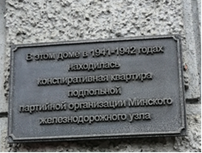 В этом доме в 1941-1942 годах
находилась
конспиративная квартира
подпольной
партийной организации Минского
железнодорожного узла